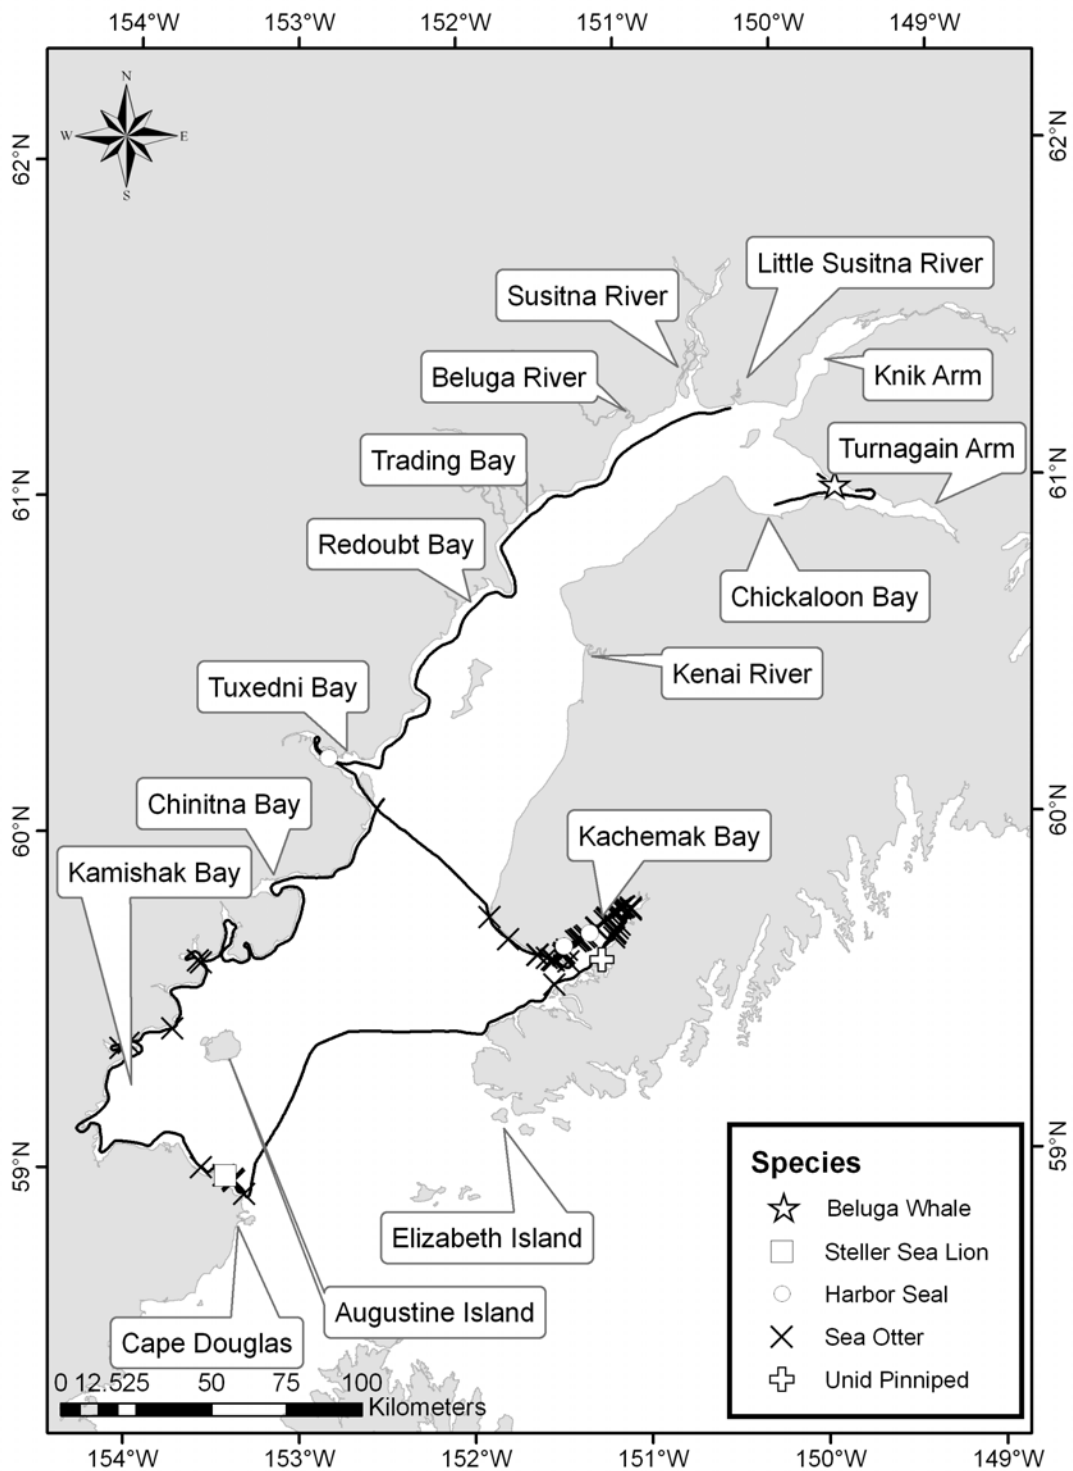 154°W 153°W 152°W 151°W 150°W 149°W
N
W E
S
62°N 62°N
Little Susitna River
Susitna River
Beluga River
Knik Arm
Turnagain Arm
Trading Bay
61°N 61°N
Redoubt Bay
Chickaloon Bay
Kenai River
Tuxedni Bay
Chinitna Bay
60°N 60°N
Kachemak Bay
Kamishak Bay
59°N 59°N
Species
Beluga Whale
Elizabeth Island
Steller Sea Lion
Harbor Seal
Augustine Island
Sea Otter
Cape Douglas
Unid Pinniped
0 12.525 50 75 100
Kilometers
154°W 153°W 152°W 151°W 150°W 149°W